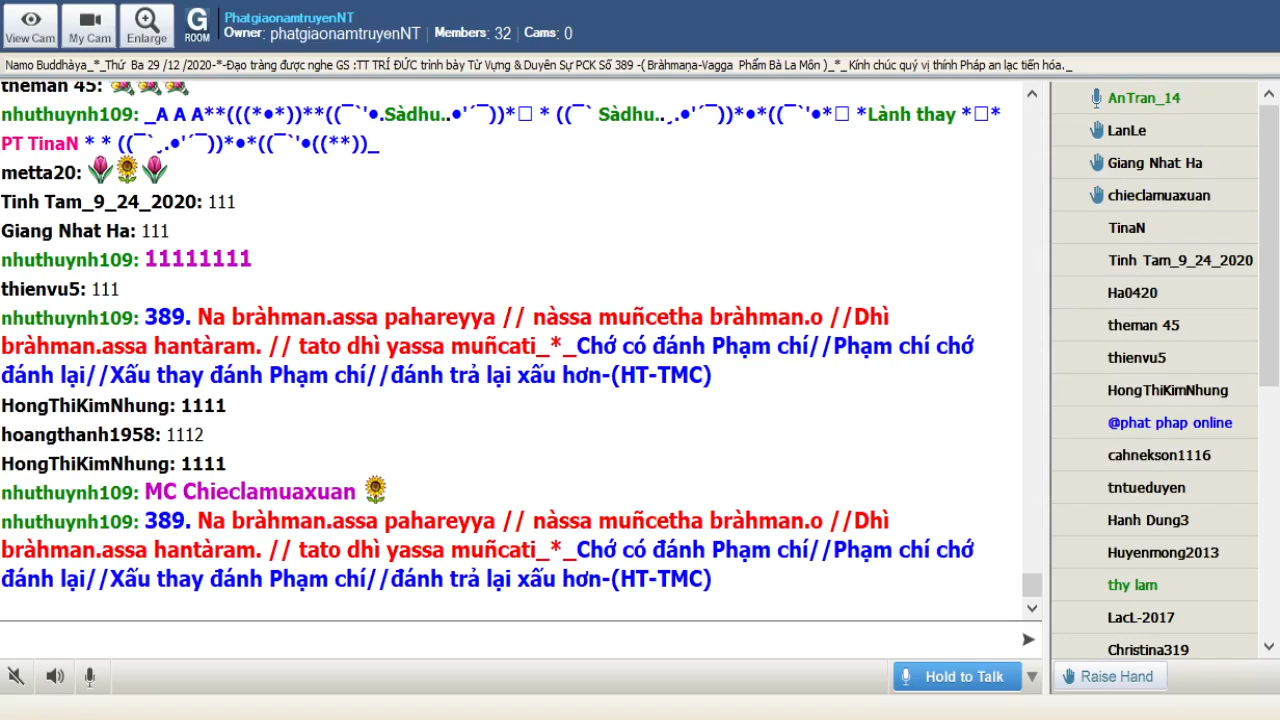 View Cam
My Cam
Enlarge
G ROOM
PhatgiaonamtruyenNT
Owner: phatgiaonamtruyenNT | Members: 32 | Cams: 0
Namo Buddhàya_*_Thứ Ba 29 /12 /2020-*-Đạo tràng được nghe GS :TT TRÍ ĐỨC trình bày Từ Vựng & Duyên Sự PCK Số 389 -( Bràhmaṇa-Vagga Phẩm Bà La Môn )_*_ Kính chúc quý vị thính Pháp an lạc tiến hóa._
theman 45:
nhuthuynh109: _A A A**(((*•*))**((¯`'•.Sàdhu..•'´¯))*□ * ((¯` Sàdhu..¸.•'´¯))*•*((¯`'•*□ *Lành thay *□*
PT TinaN * * ((¯`¸.•'´¯))*•*((¯`'•((**))_
metta20:
Tinh Tam_9_24_2020: 111
Giang Nhat Ha: 111
nhuthuynh109: 11111111
thienvu5: 111
nhuthuynh109: 389. Na bràhman.assa pahareyya // nàssa muñcetha bràhman.o //Dhì
bràhman.assa hantàram. // tato dhì yassa muñcati_*_Chớ có đánh Phạm chí//Phạm chí chớ
đánh lại//Xấu thay đánh Phạm chí//đánh trả lại xấu hơn-(HT-TMC)
HongThiKimNhung: 1111
hoangthanh1958: 1112
HongThiKimNhung: 1111
nhuthuynh109: MC Chieclamuaxuan
nhuthuynh109: 389. Na bràhman.assa pahareyya // nàssa muñcetha bràhman.o //Dhì
bràhman.assa hantàram. // tato dhì yassa muñcati_*_Chớ có đánh Phạm chí//Phạm chí chớ
đánh lại//Xấu thay đánh Phạm chí//đánh trả lại xấu hơn-(HT-TMC)
Hold to Talk
AnTran_14
LanLe
Giang Nhat Ha
chieclamuaxuan
TinaN
Tinh Tam_9_24_2020
Ha0420
theman 45
thienvu5
HongThiKimNhung
@phat phap online
cahnekson1116
tntueduyen
Hanh Dung3
Huyenmong2013
thy lam
LacL-2017
Christina319
Raise Hand